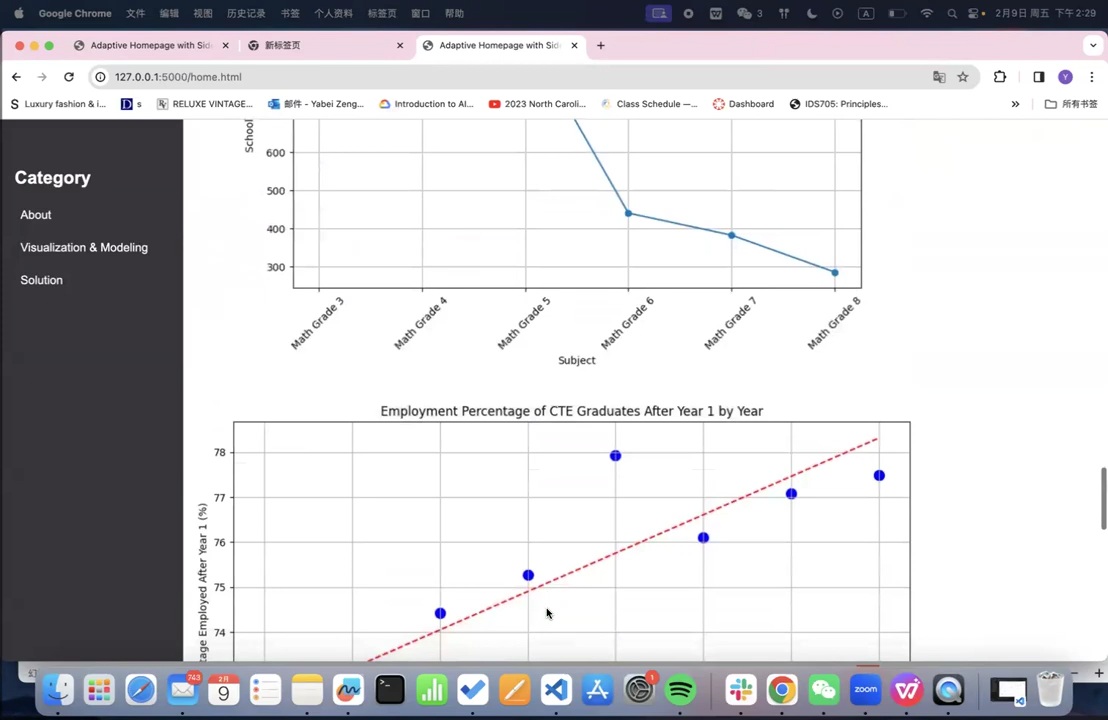 Google Chrome 文件 编辑 视图 历史记录 书签 个人资料 标签页 窗口 帮助 3 A 2月9日 周五 下午 2:29
Adaptive Homepage with Sid 新标签页 Adaptive Homepage with Sid
127.0.0.1:5000/home.html Y
S Luxury fashion & i... D s RELUXE VINTAGE... 邮件 - Yabei Zeng... Introduction to AI... 2023 North Caroli... Class Schedule —... Dashboard IDS705: Principles... » 所有书签
Category
About
Visualization & Modeling
Solution
School
600
500
400
300
Math Grade 3 Math Grade 4 Math Grade 5 Math Grade 6 Math Grade 7 Math Grade 8
Subject
Employment Percentage of CTE Graduates After Year 1 by Year
tage Employed After Year 1 (%)
78
77
76
75
74
743 2月 9 1 zoom